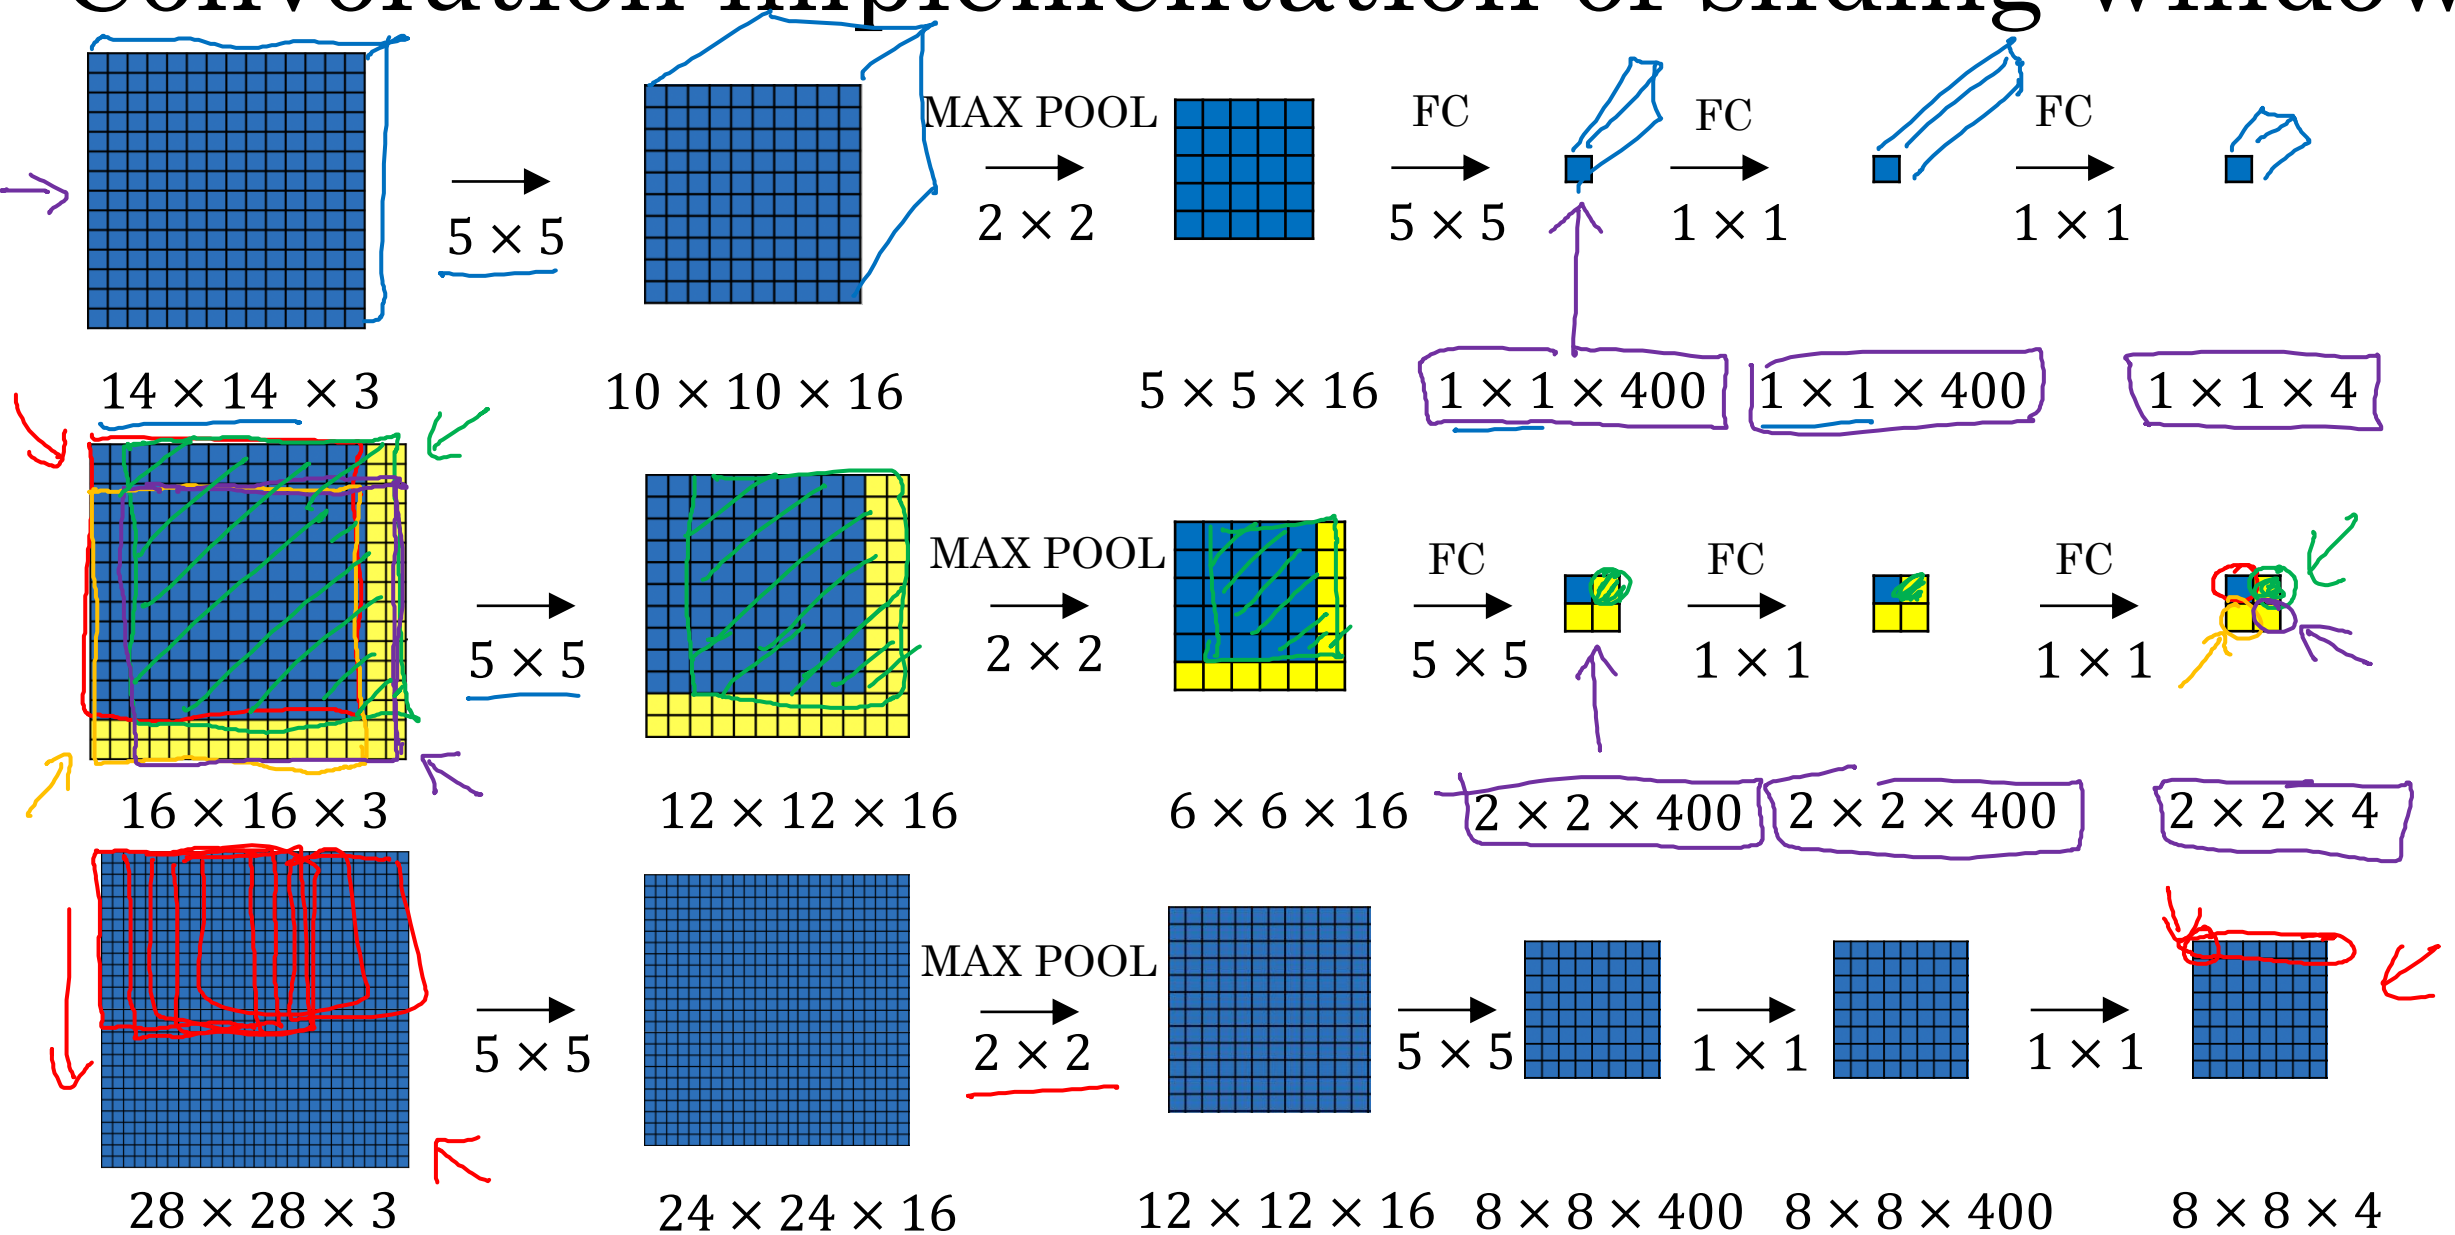 Convolution implementation of sliding window
MAX POOL FC FC FC
5 × 5 2 × 2 5 × 5 1 × 1 1 × 1
14 × 14 × 3 10 × 10 × 16 5 × 5 × 16 1 × 1 × 400 1 × 1 × 400 1 × 1 × 4
MAX POOL FC FC FC
5 × 5 2 × 2 5 × 5 1 × 1 1 × 1
16 × 16 × 3 12 × 12 × 16 6 × 6 × 16 2 × 2 × 400 2 × 2 × 400 2 × 2 × 4
MAX POOL
5 × 5 2 × 2 5 × 5 1 × 1 1 × 1
28 × 28 × 3 24 × 24 × 16 12 × 12 × 16 8 × 8 × 400 8 × 8 × 400 8 × 8 × 4